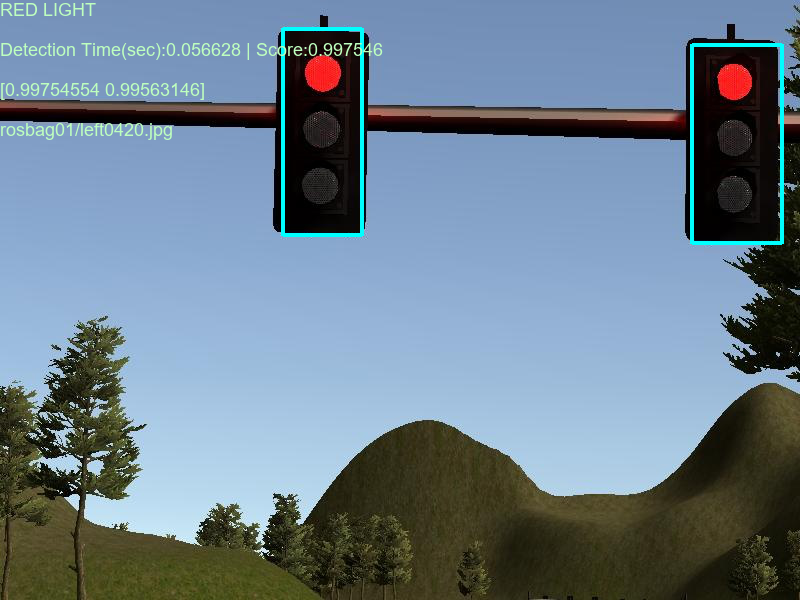 RED LIGHT
Detection Time(sec):0.056628 | Score:0.997546
[0.99754554 0.99563146]
rosbag01/left0420.jpg